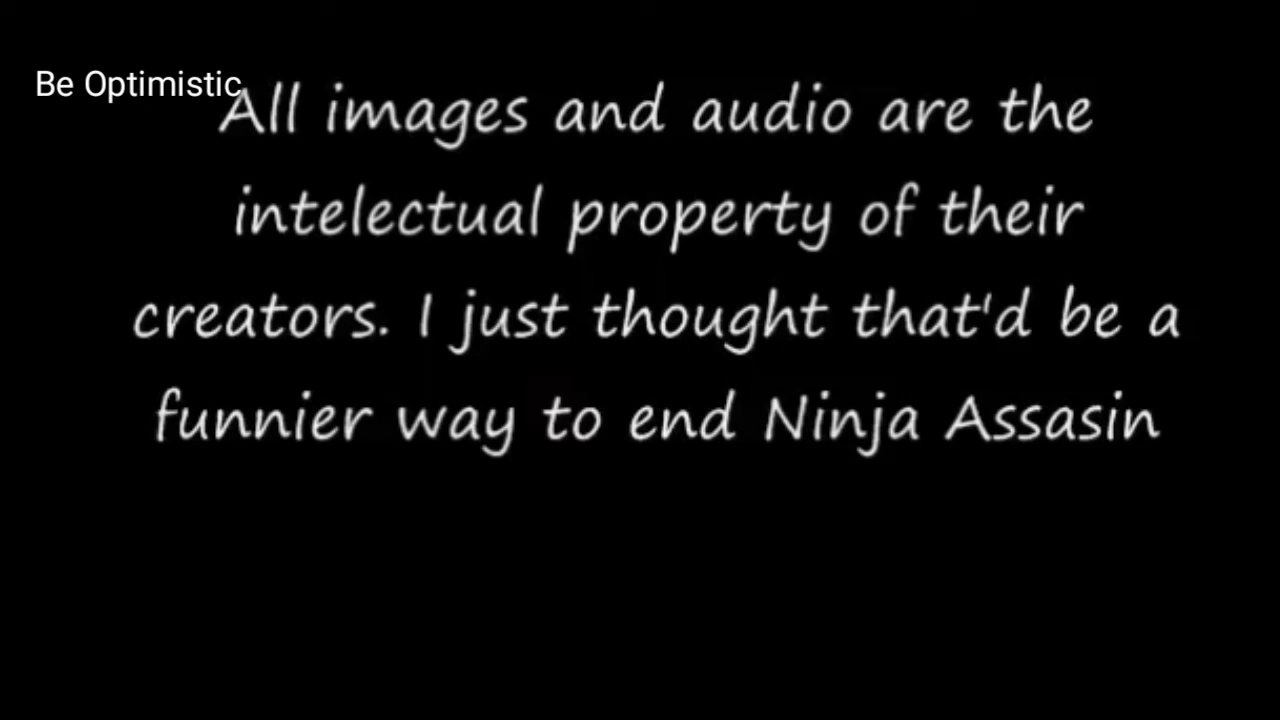 Be Optimistic
All images and audio are the
intelectual property of their
creators. I just thought that'd be a
funnier way to end Ninja Assasin